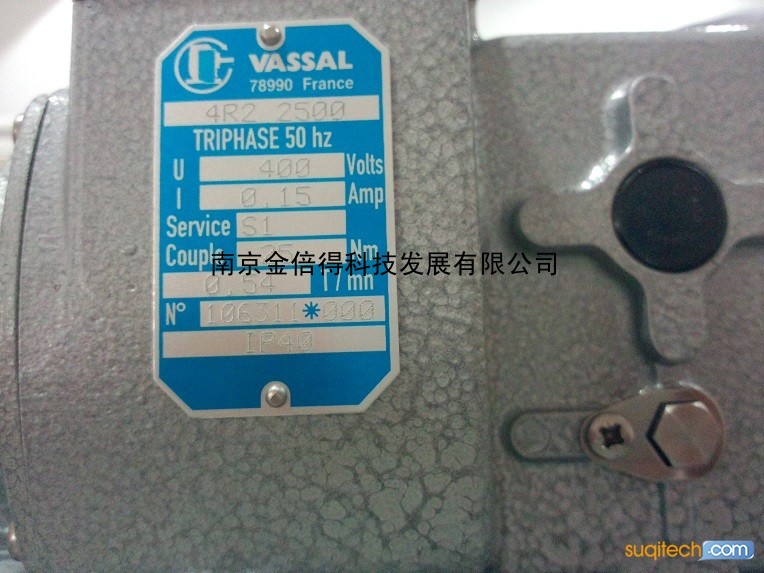 VASSAL
78990 France
4R2 2500
TRIPHASE 50 hz
U 400 Volts
I 0,15 Amp
Service S1
Couple 25 Nm
南京金倍得科技发展有限公司
0,54 T/mn
N° 106311*000
IP40
suqitech.com